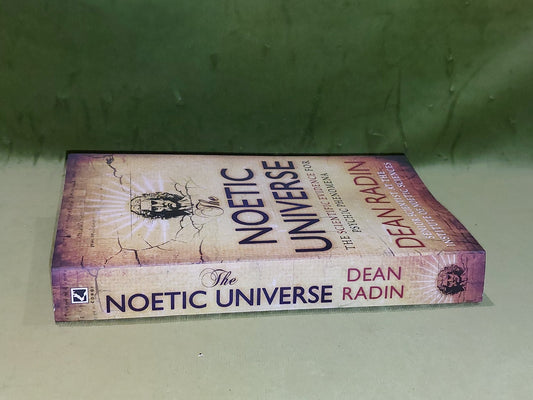 The
NOETIC
UNIVERSE
THE SCIENTIFIC EVIDENCE FOR
PSYCHIC PHENOMENA
DEAN RADIN
The
NOETIC UNIVERSE
DEAN
RADIN